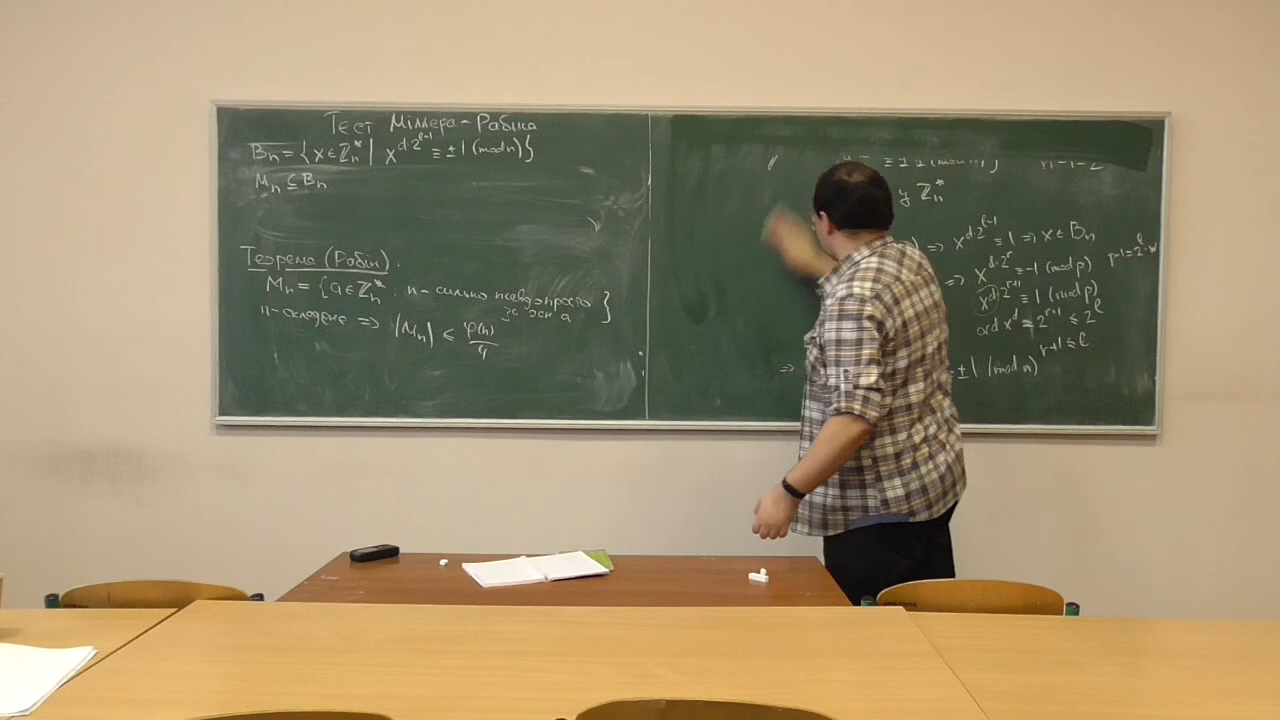 Тест Міллера-Рабіна
Bₙ = {x ∈ ℤₙ* | x^{d·2^{ℓ-1}} ≡ ±1 (mod n)}
Mₙ ⊆ Bₙ
Теорема (Рабін).
Mₙ = {a ∈ ℤₙ* : n - сильно псевдопросте за осн a}
n - складене => |Mₙ| ≤ φ(n)/4
у ℤₙ*
=> x^{d·2^{ℓ-1}} ≡ 1 => x ∈ Bₙ
=> x^{d·2^r} ≡ -1 (mod p) p-1 = 2^ℓ·w
x^{d·2^{r+1}} ≡ 1 (mod p)
ord x^d = 2^{r+1} ≤ 2^ℓ
r+1 ≤ ℓ
=> ±1 (mod n)